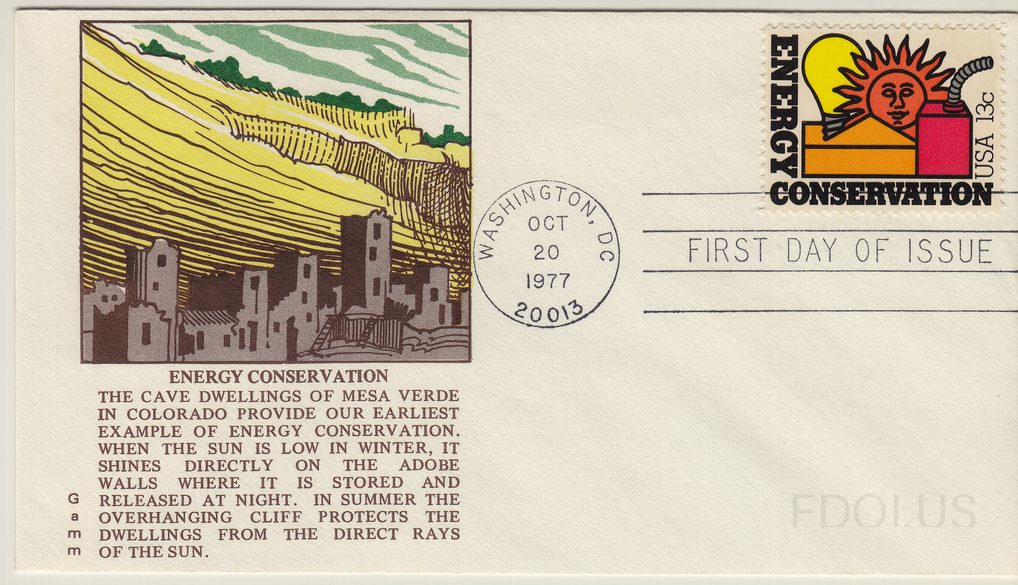 ENERGY
CONSERVATION
USA 13c
WASHINGTON, DC
OCT
20
1977
20013
FIRST DAY OF ISSUE
ENERGY CONSERVATION
THE CAVE DWELLINGS OF MESA VERDE
IN COLORADO PROVIDE OUR EARLIEST
EXAMPLE OF ENERGY CONSERVATION.
WHEN THE SUN IS LOW IN WINTER, IT
SHINES DIRECTLY ON THE ADOBE
WALLS WHERE IT IS STORED AND
RELEASED AT NIGHT. IN SUMMER THE
OVERHANGING CLIFF PROTECTS THE
DWELLINGS FROM THE DIRECT RAYS
OF THE SUN.
Gamm
FDOI.US